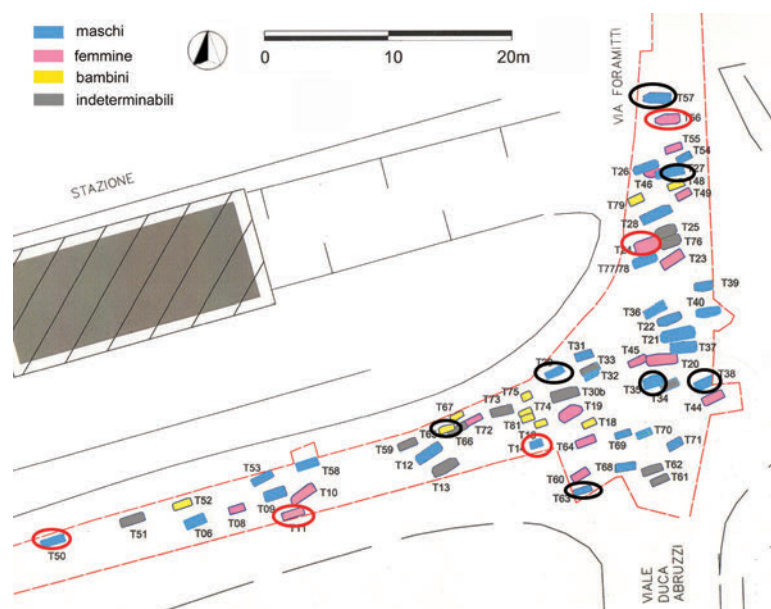 maschi
femmine
bambini
indeterminabili
0
10
20m
VIA FORAMITTI
STAZIONE
T57
T56
T55
T54
T26
T27
T46
T48
T49
T79
T28
T25
T76
T23
T77/78
T39
T36
T40
T22
T21
T37
T45
T20
T31
T33
T32
T35
T34
T38
T44
T30b
T75
T73
T74
T19
T67
T66
T72
T81
T18
T14
T64
T69
T70
T71
T59
T12
T13
T60
T68
T62
T61
T63
T53
T58
T52
T10
T09
T08
T11
T51
T06
T50
VIALE
DUCA
ABRUZZI